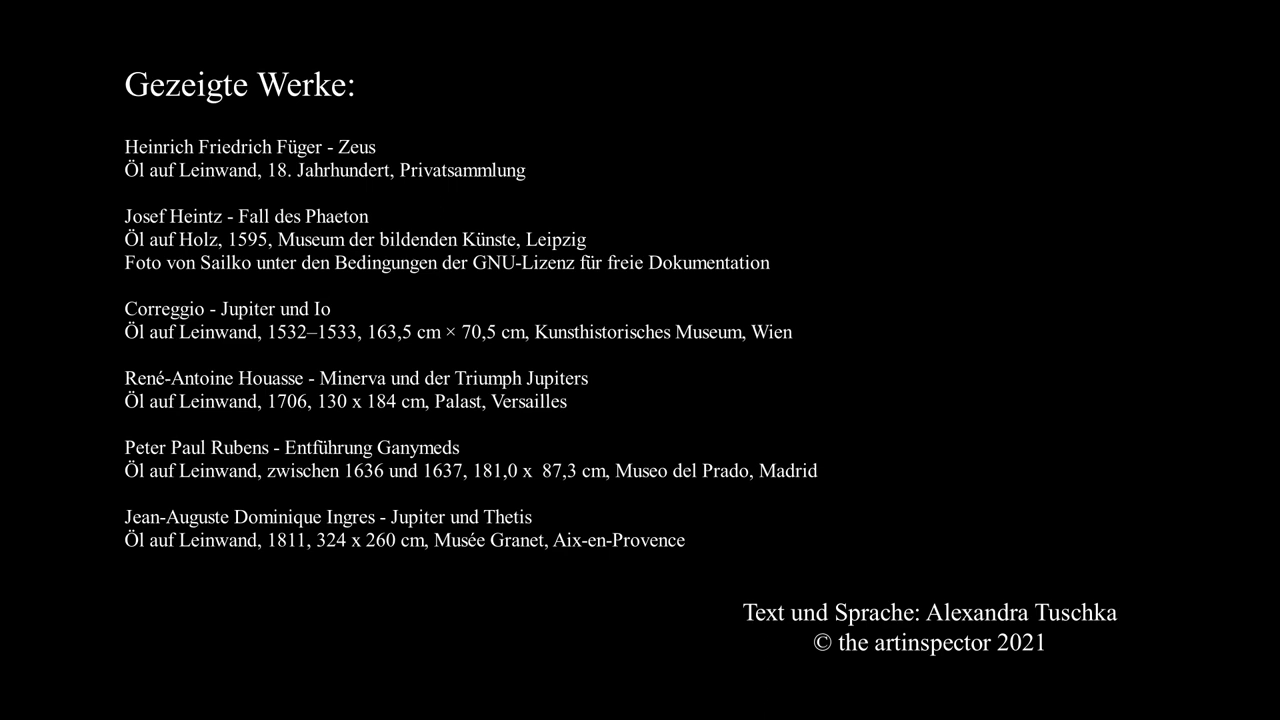 Gezeigte Werke:
Heinrich Friedrich Füger - Zeus
Öl auf Leinwand, 18. Jahrhundert, Privatsammlung
Josef Heintz - Fall des Phaeton
Öl auf Holz, 1595, Museum der bildenden Künste, Leipzig
Foto von Sailko unter den Bedingungen der GNU-Lizenz für freie Dokumentation
Correggio - Jupiter und Io
Öl auf Leinwand, 1532–1533, 163,5 cm × 70,5 cm, Kunsthistorisches Museum, Wien
René-Antoine Houasse - Minerva und der Triumph Jupiters
Öl auf Leinwand, 1706, 130 x 184 cm, Palast, Versailles
Peter Paul Rubens - Entführung Ganymeds
Öl auf Leinwand, zwischen 1636 und 1637, 181,0 x  87,3 cm, Museo del Prado, Madrid
Jean-Auguste Dominique Ingres - Jupiter und Thetis
Öl auf Leinwand, 1811, 324 x 260 cm, Musée Granet, Aix-en-Provence
Text und Sprache: Alexandra Tuschka
© the artinspector 2021